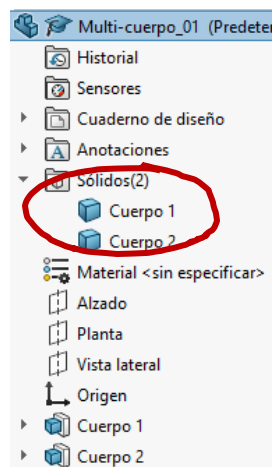 Multi-cuerpo_01 (Predeter
Historial
Sensores
Cuaderno de diseño
Anotaciones
Sólidos(2)
Cuerpo 1
Cuerpo 2
Material <sin especificar>
Alzado
Planta
Vista lateral
Origen
Cuerpo 1
Cuerpo 2